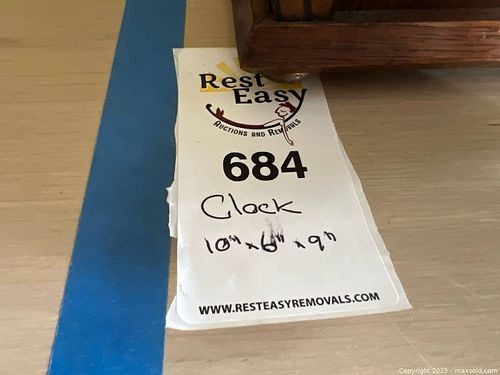 Rest
Easy
AUCTIONS AND REMOVALS
684
Clock
10" x 6" x 9"
WWW.RESTEASYREMOVALS.COM
Copyright 2025 - maxsold.com